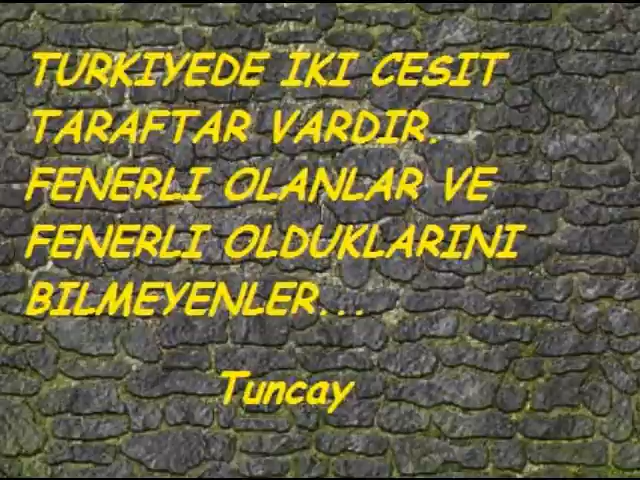 TURKIYEDE IKI CESIT
TARAFTAR VARDIR.
FENERLI OLANLAR VE
FENERLI OLDUKLARINI
BILMEYENLER...
Tuncay